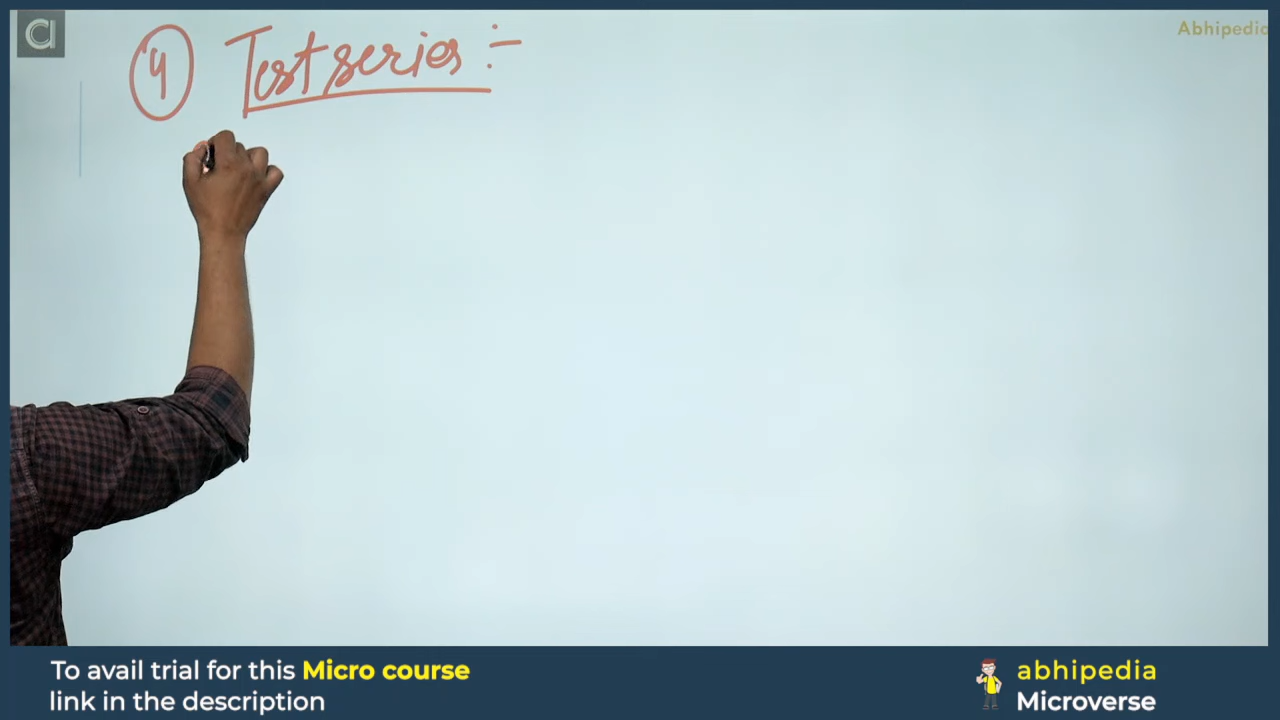 Abhipedia
4 Test series :-
To avail trial for this Micro course
link in the description
abhipedia
Microverse